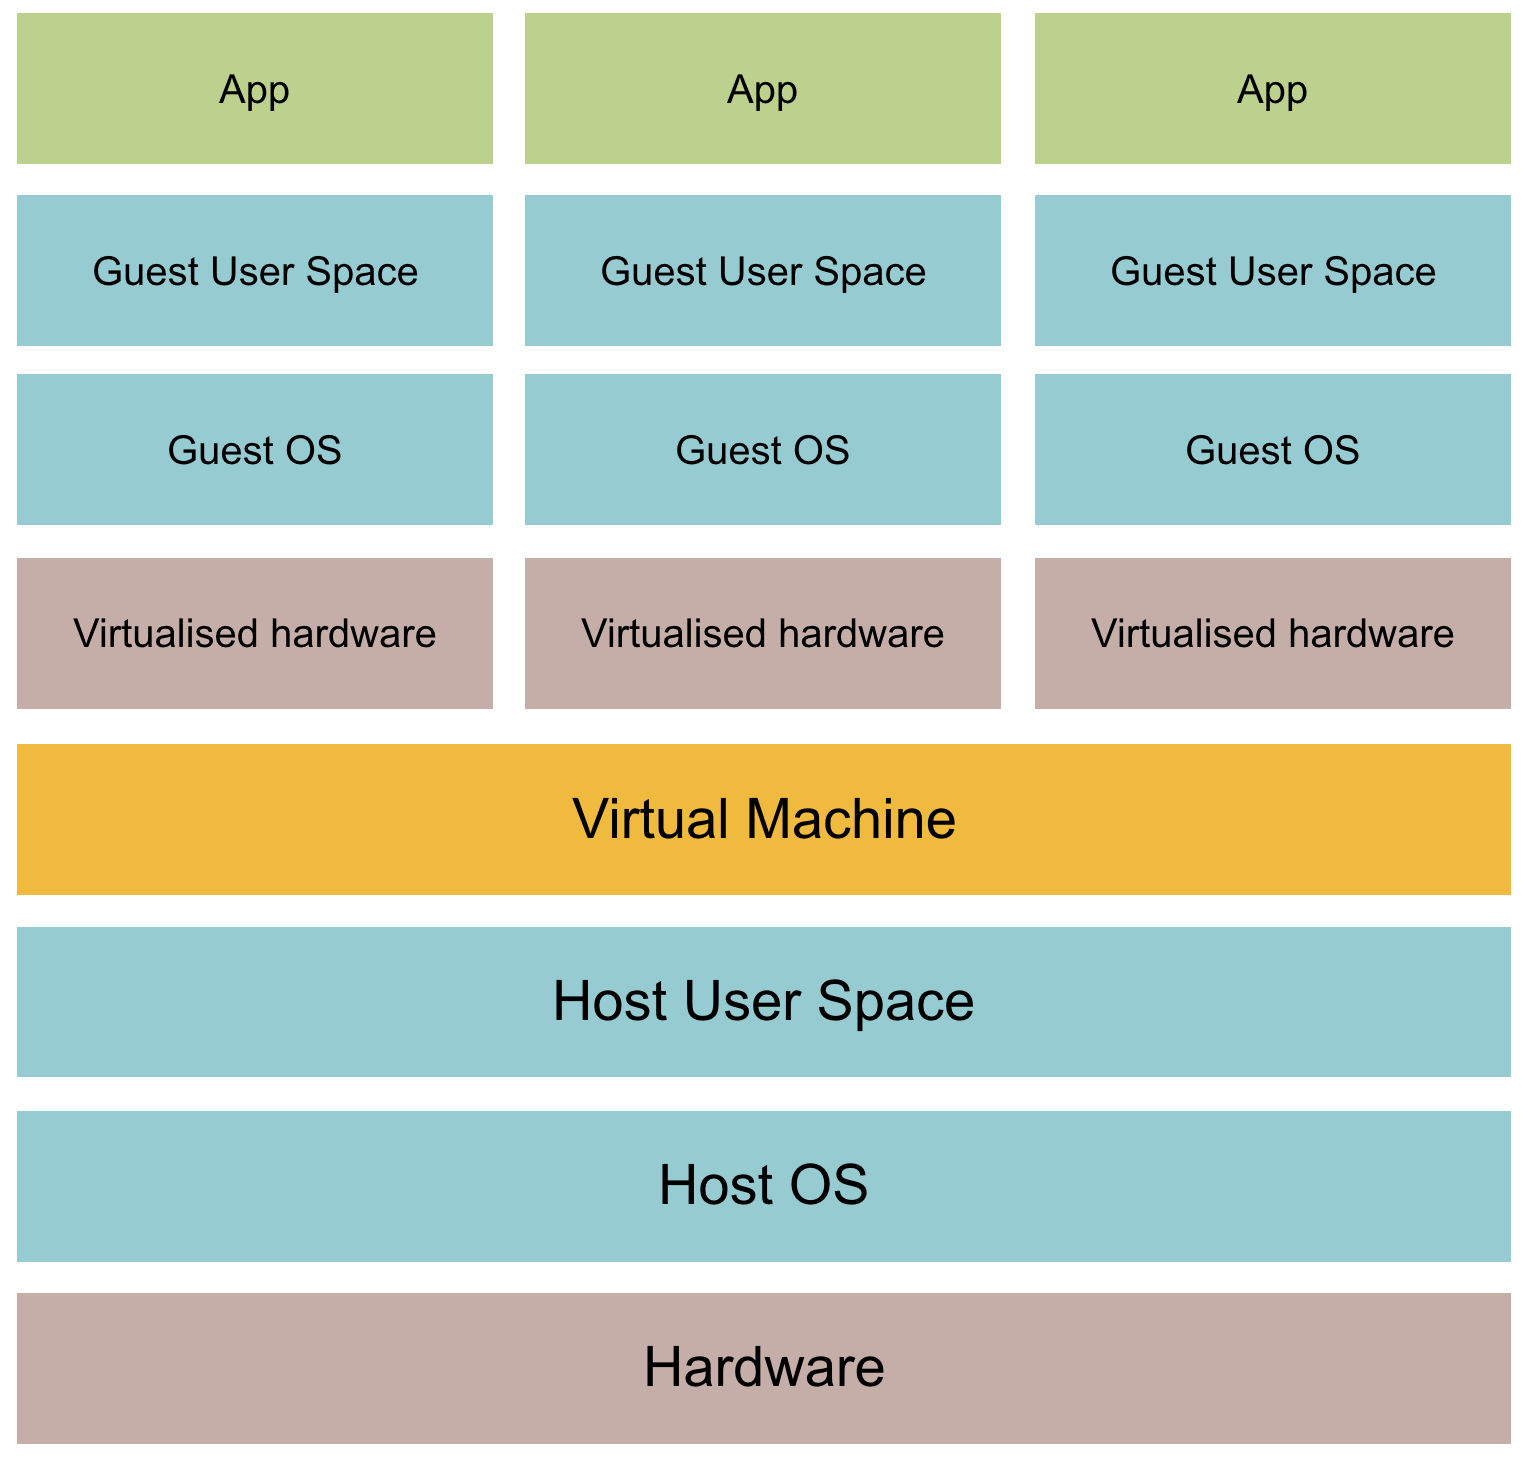 App
App
App
Guest User Space
Guest User Space
Guest User Space
Guest OS
Guest OS
Guest OS
Virtualised hardware
Virtualised hardware
Virtualised hardware
Virtual Machine
Host User Space
Host OS
Hardware